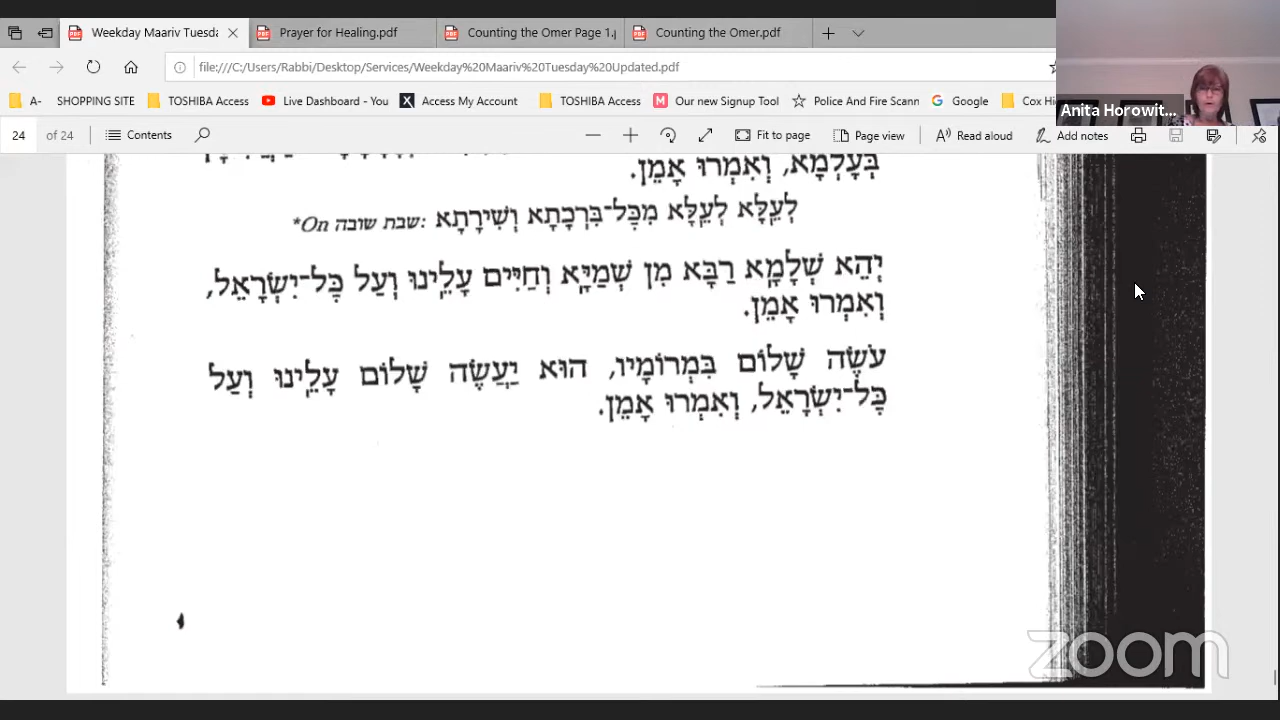 Weekday Maariv Tuesda
Prayer for Healing.pdf
Counting the Omer Page 1.
Counting the Omer.pdf
file:///C:/Users/Rabbi/Desktop/Services/Weekday%20Maariv%20Tuesday%20Updated.pdf
A-
SHOPPING SITE
TOSHIBA Access
Live Dashboard - You
Access My Account
TOSHIBA Access
Our new Signup Tool
Police And Fire Scann
Google
Cox Hi
Anita Horowit...
24 of 24
Contents
Fit to page
Page view
Read aloud
Add notes
בְּעָלְמָא, וְאִמְרוּ אָמֵן.
*On שבת שובה: לְעֵלָּא לְעֵלָּא מִכׇּל־בִּרְכָתָא וְשִׁירָתָא
יְהֵא שְׁלָמָא רַבָּא מִן שְׁמַיָּא וְחַיִּים עָלֵינוּ וְעַל כׇּל־יִשְׂרָאֵל,
וְאִמְרוּ אָמֵן.
עֹשֶׂה שָׁלוֹם בִּמְרוֹמָיו, הוּא יַעֲשֶׂה שָׁלוֹם עָלֵינוּ וְעַל
כׇּל־יִשְׂרָאֵל, וְאִמְרוּ אָמֵן.
zoom